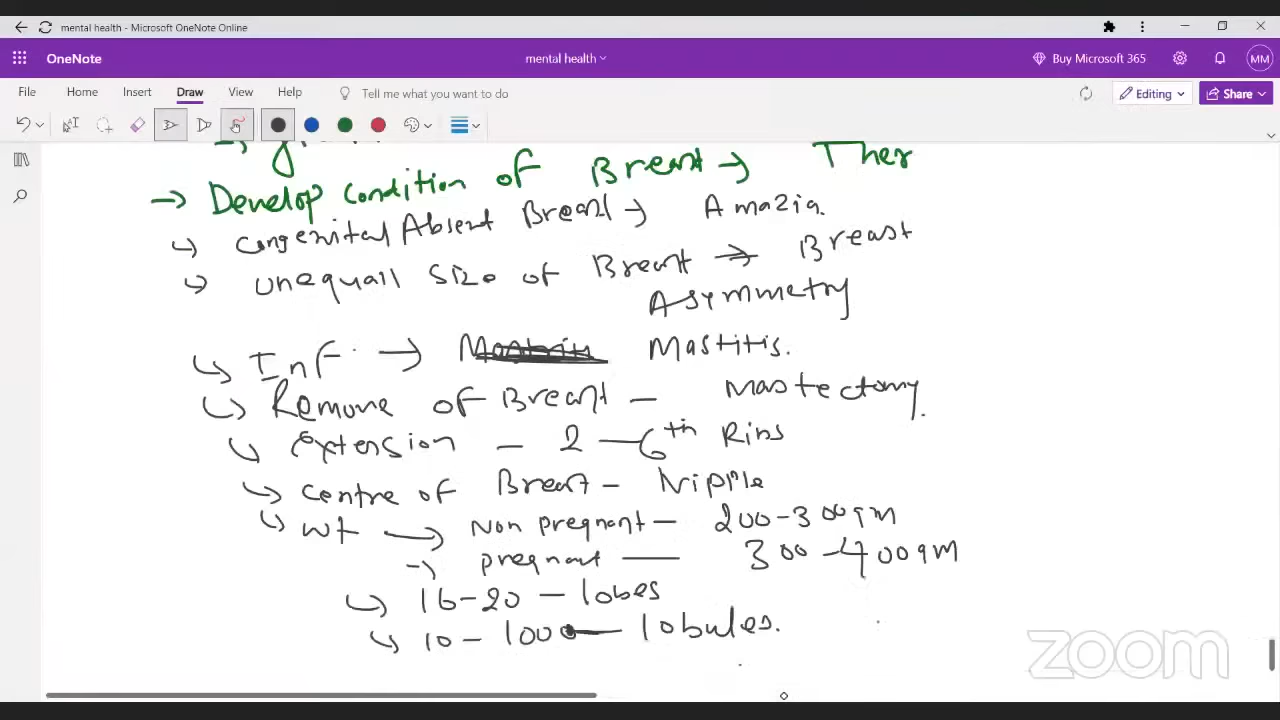 mental health - Microsoft OneNote Online
OneNote
mental health
Buy Microsoft 365
MM
File Home Insert Draw View Help Tell me what you want to do
Editing Share
→ Develop condition of Breast → Ther
↳ Congenital Absent Breast → Amazia.
↳ unequall size of Breast → Breast
Asymmetry
↳ Inf → Mastitis.
↳ Remove of Breast – Mastectomy.
↳ extension – 2 – 6th Ribs
↳ centre of Breast – Nipple
↳ wt → Non pregnant – 200-300gm
→ pregnant — 300-400gm
↳ 16-20 – lobes
↳ 10 – 100 – lobules.
zoom